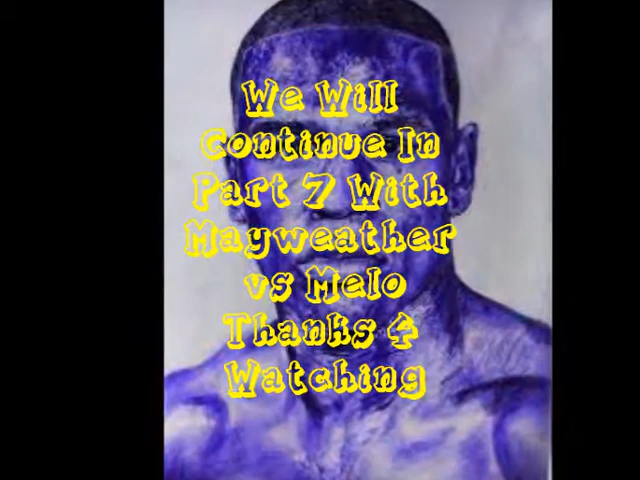 We Will
Continue In
Part 7 With
Mayweather
vs Melo
Thanks 4
Watching